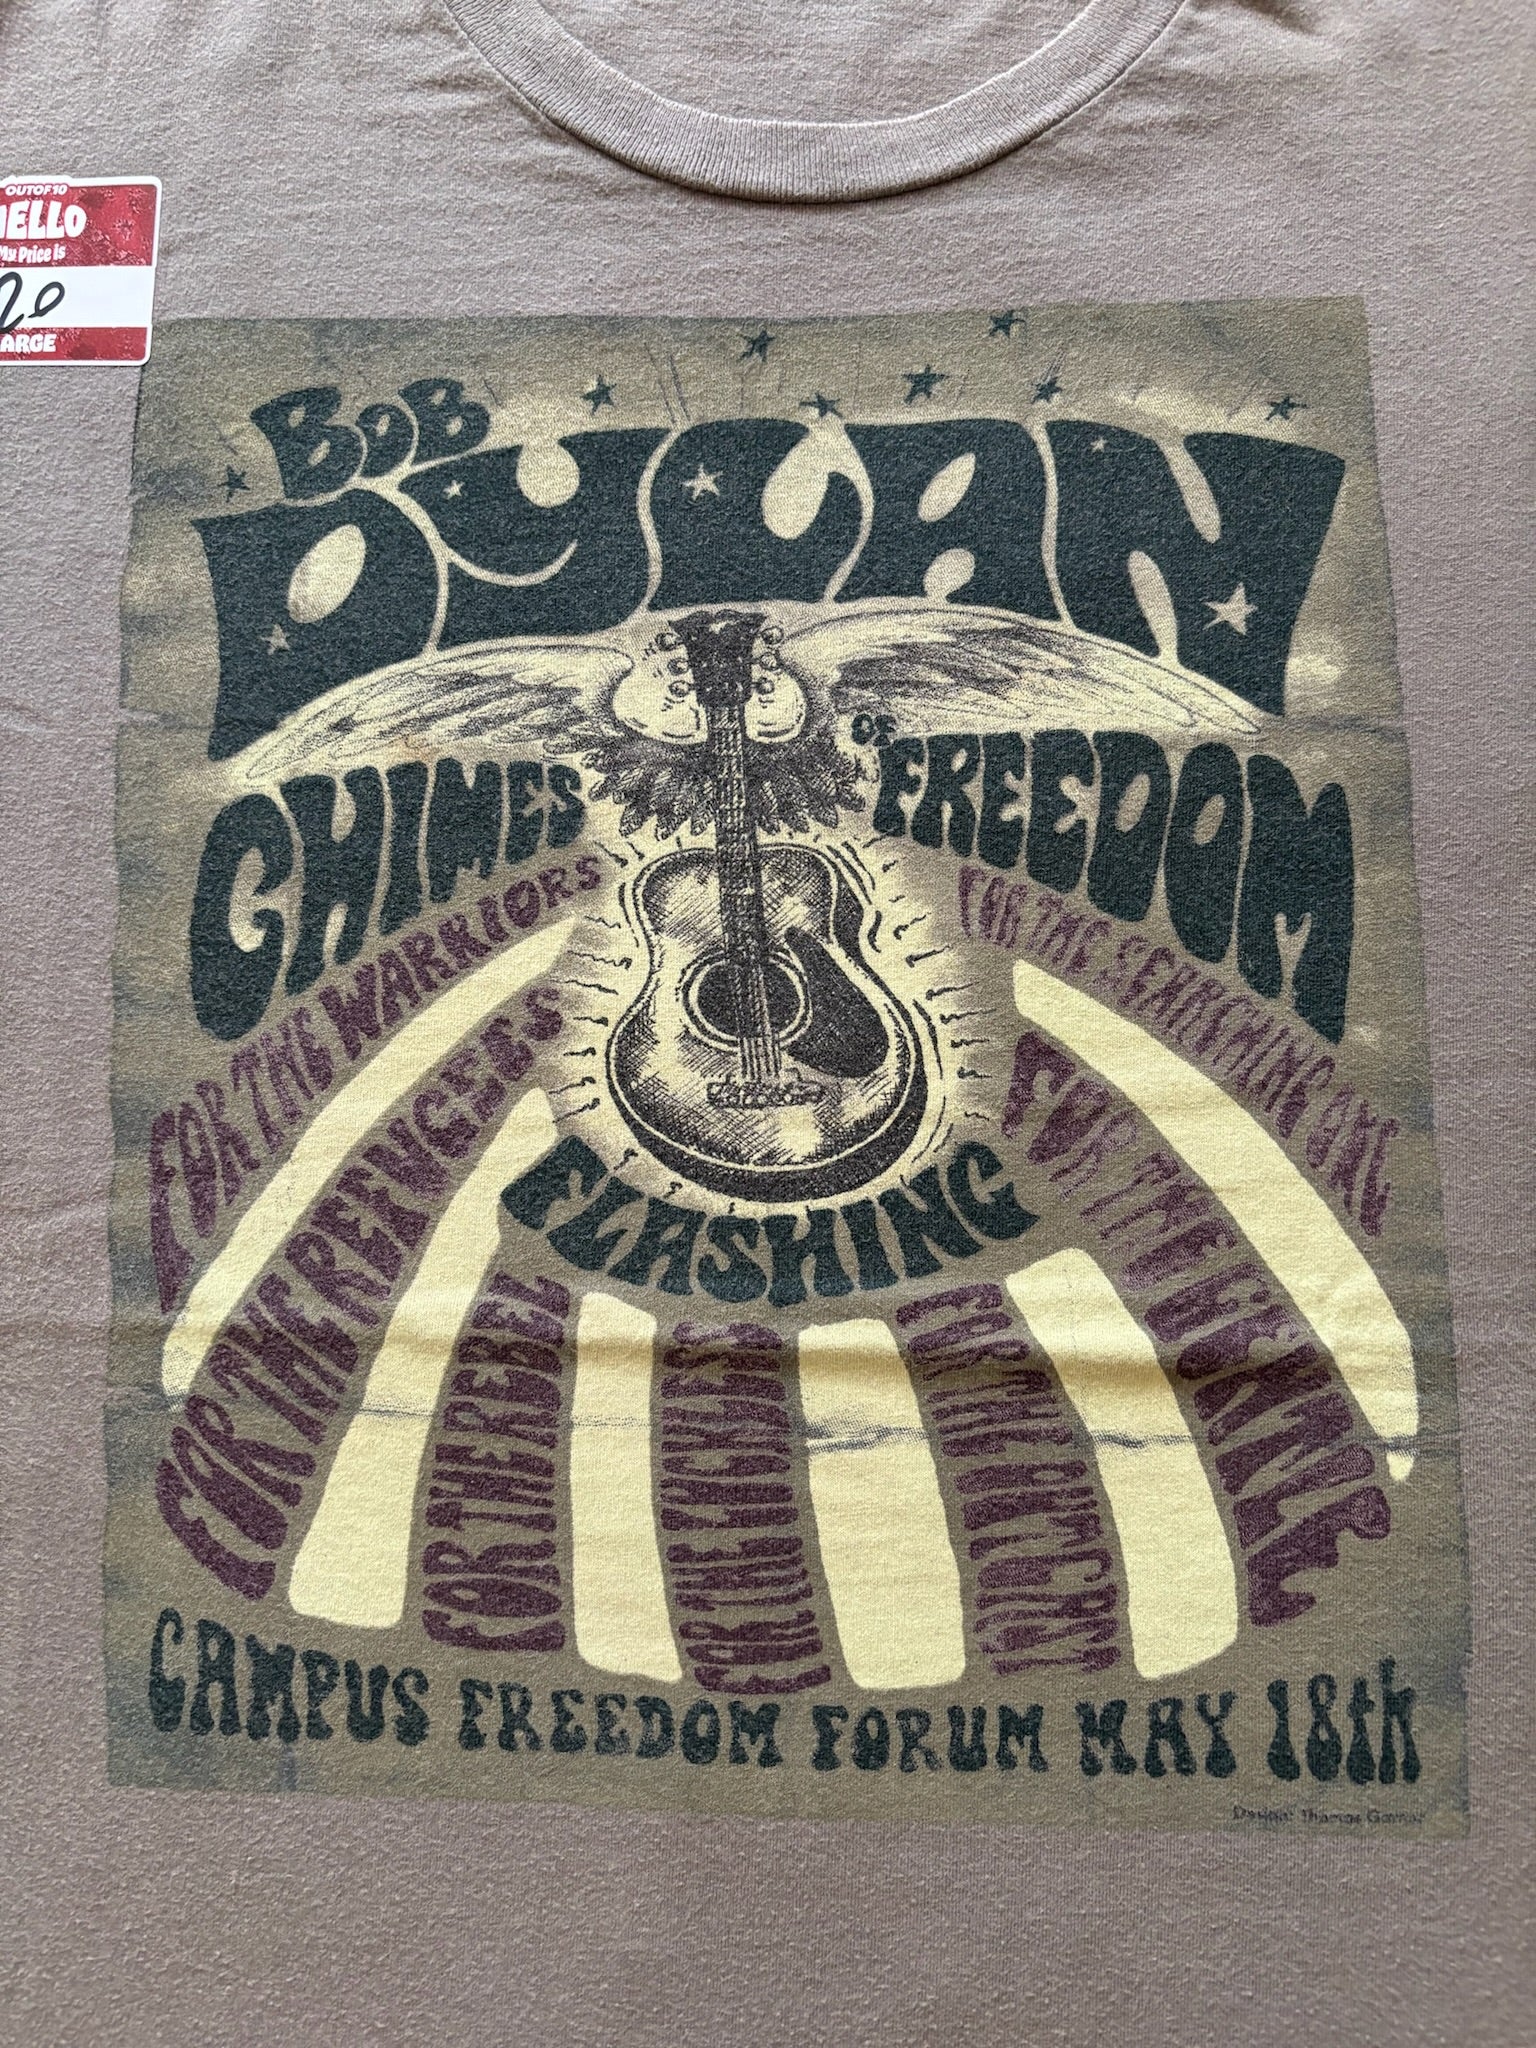 OUTOF10
HELLO
My Price is
20
LARGE
BOB
DYLAN
CHIMES
OF FREEDOM
FOR THE WARRIORS
FOR THE SEARCHING ONE
FOR THE REFUGEES
FOR THE GENTLE
FLASHING
FOR THE REBEL
FOR THE LUCKLESS
FOR THE OUTCAST
CAMPUS FREEDOM FORUM MAY 18th
Design: Thomas